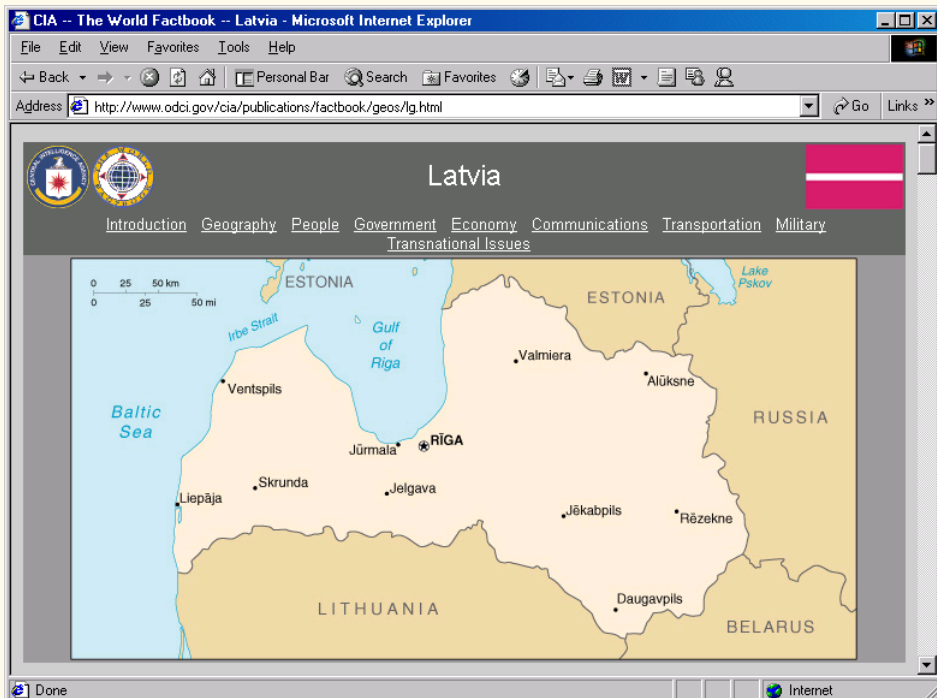 CIA -- The World Factbook -- Latvia - Microsoft Internet Explorer
File Edit View Favorites Tools Help
Back Personal Bar Search Favorites
Address http://www.odci.gov/cia/publications/factbook/geos/lg.html Go Links »
Latvia
Introduction Geography People Government Economy Communications Transportation Military
Transnational Issues
0 25 50 km
0 25 50 mi
ESTONIA
ESTONIA
Lake
Pskov
Irbe Strait
Gulf
of
Riga
Valmiera
Alūksne
Ventspils
Baltic
Sea
RUSSIA
Jūrmala
RĪGA
Skrunda
Jelgava
Liepāja
Jēkabpils
Rēzekne
Daugavpils
LITHUANIA
BELARUS
Done Internet